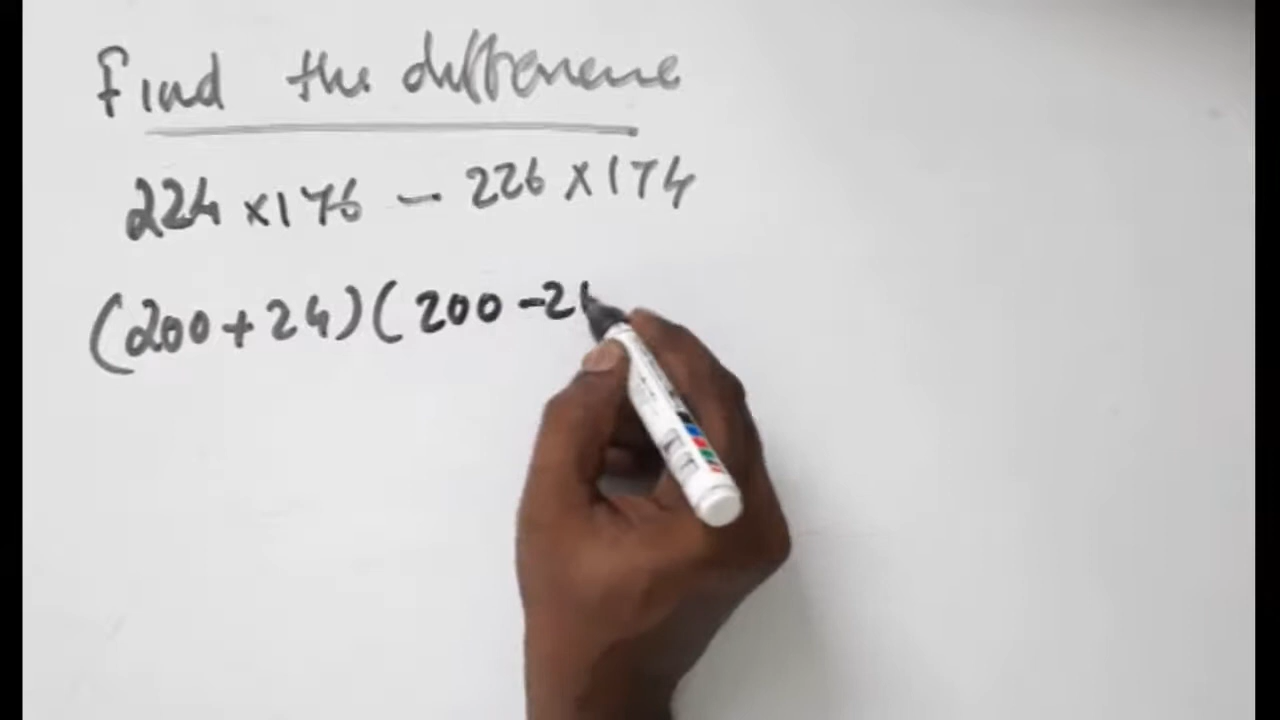 Find the difference
224 × 176 - 226 × 174
(200 + 24) ( 200 - 2